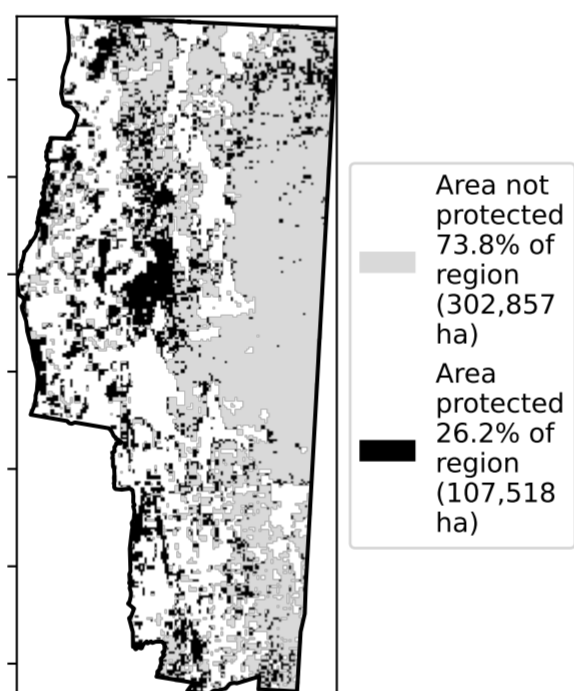 Area not
protected
73.8% of
region
(302,857
ha)
Area
protected
26.2% of
region
(107,518
ha)